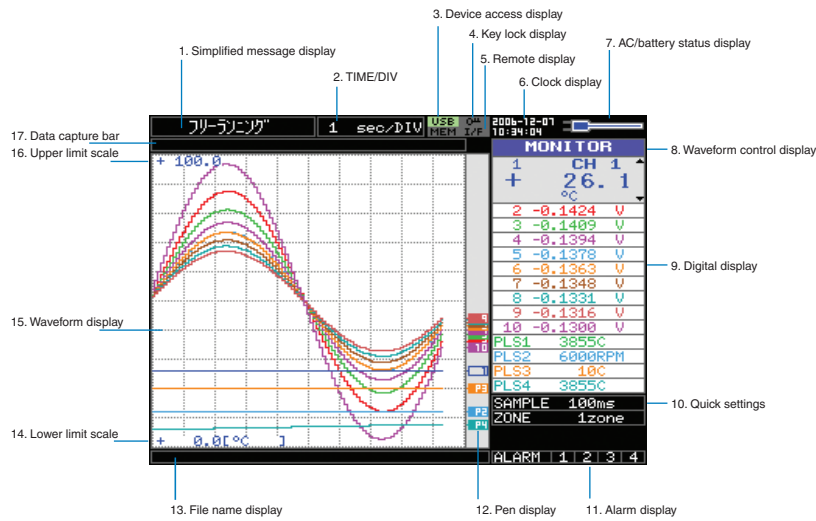 3. Device access display
4. Key lock display
7. AC/battery status display
1. Simplified message display
5. Remote display
2. TIME/DIV
6. Clock display
フリーランニング
1 sec/DIV
USB
MEM I/F
2006-12-07
10:34:04
17. Data capture bar
16. Upper limit scale
+ 100.0
MONITOR
8. Waveform control display
1 CH 1
+ 26.1
°C
2 -0.1424 V
3 -0.1409 V
4 -0.1394 V
5 -0.1378 V
6 -0.1363 V
9. Digital display
7 -0.1348 V
8 -0.1331 V
9 -0.1316 V
10 -0.1300 V
15. Waveform display
9
10
1
P3
P2
P4
PLS1 3855C
PLS2 6000RPM
PLS3 10C
PLS4 3855C
SAMPLE 100ms
ZONE 1zone
10. Quick settings
14. Lower limit scale
+ 0.0[°C ]
ALARM 1 2 3 4
13. File name display
12. Pen display
11. Alarm display